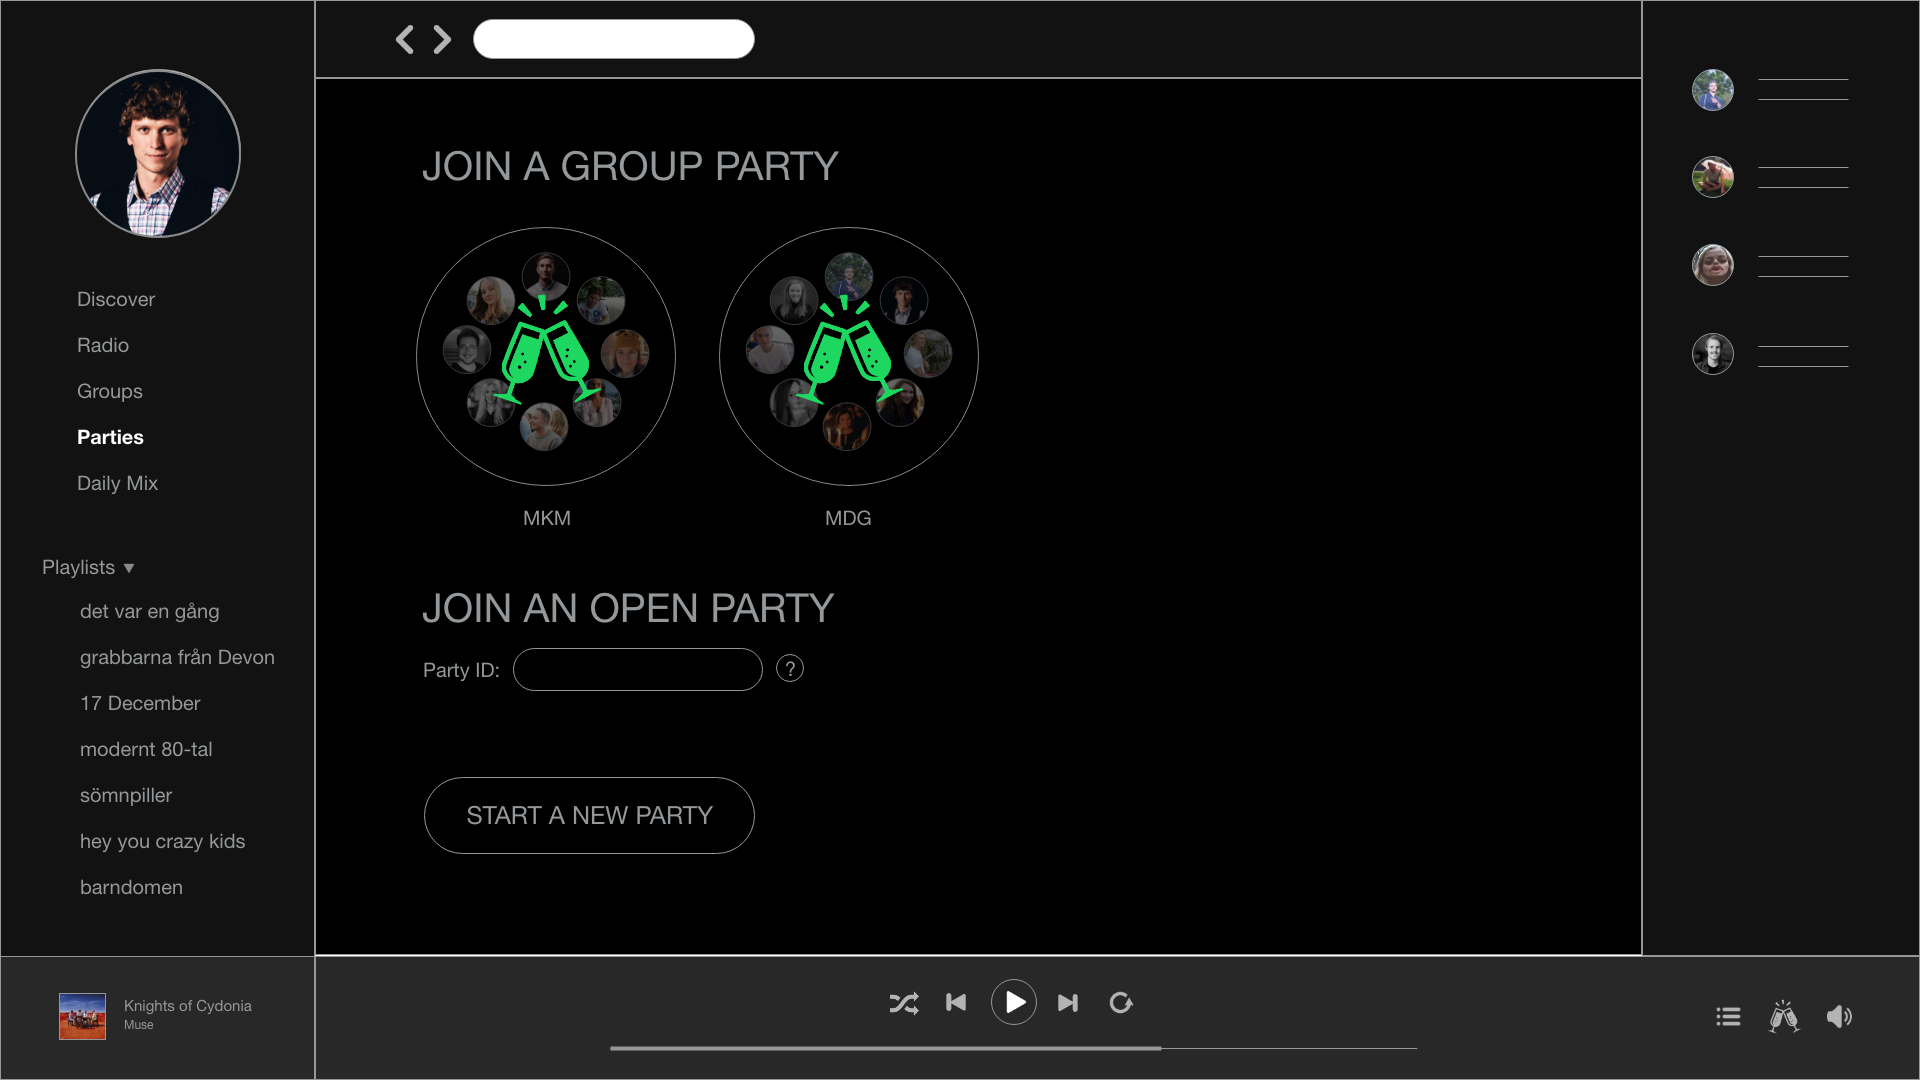 Discover
Radio
Groups
Parties
Daily Mix
Playlists
det var en gång
grabbarna från Devon
17 December
modernt 80-tal
sömnpiller
hey you crazy kids
barndomen
JOIN A GROUP PARTY
MKM
MDG
JOIN AN OPEN PARTY
Party ID:
?
START A NEW PARTY
Knights of Cydonia
Muse